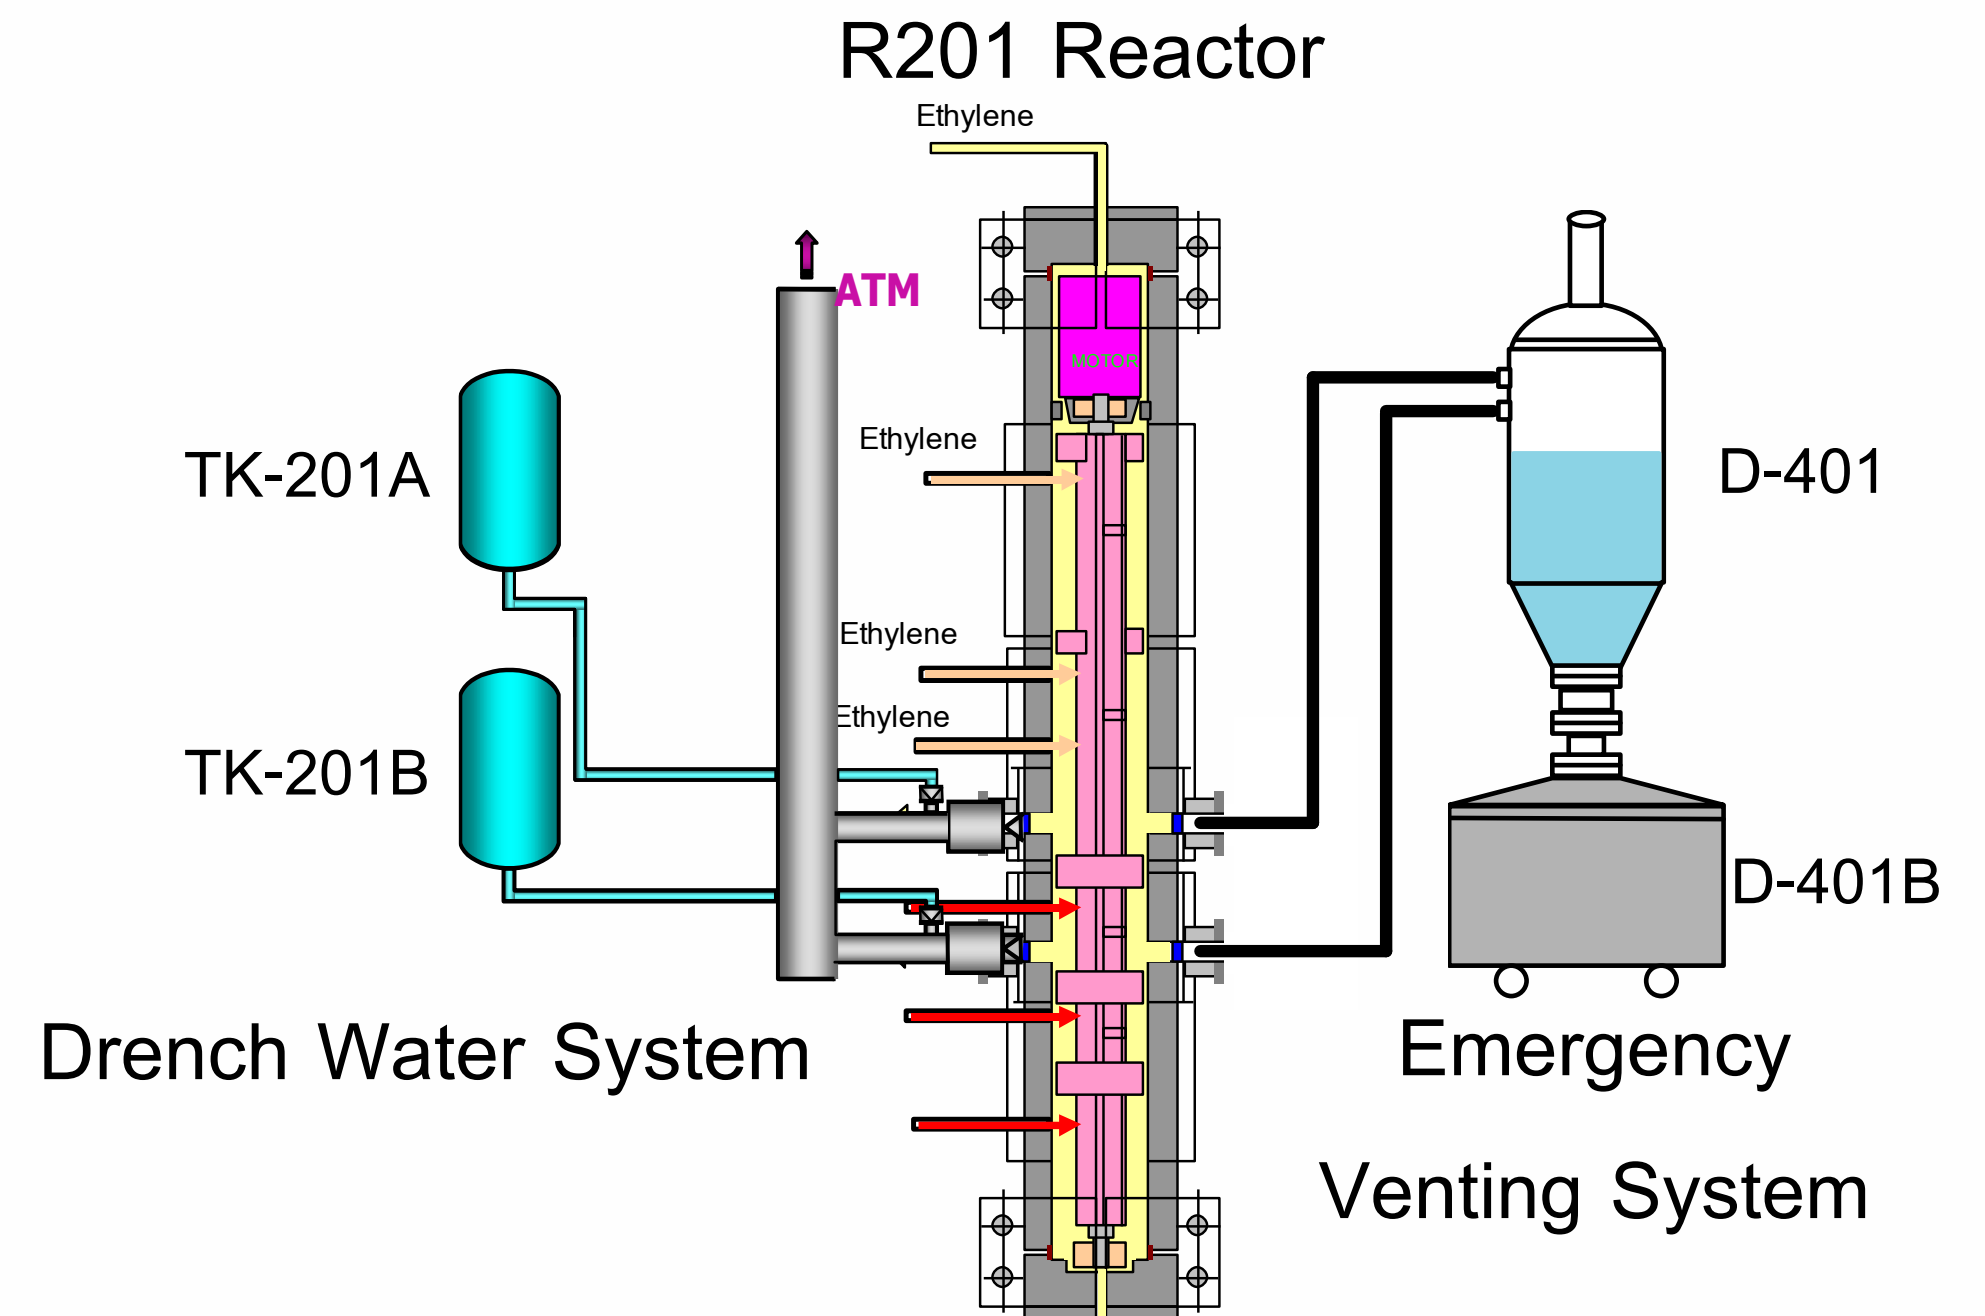 R201 Reactor
Ethylene
ATM
MOTOR
Ethylene
TK-201A
D-401
Ethylene
Ethylene
TK-201B
D-401B
Drench Water System
Emergency
Venting System